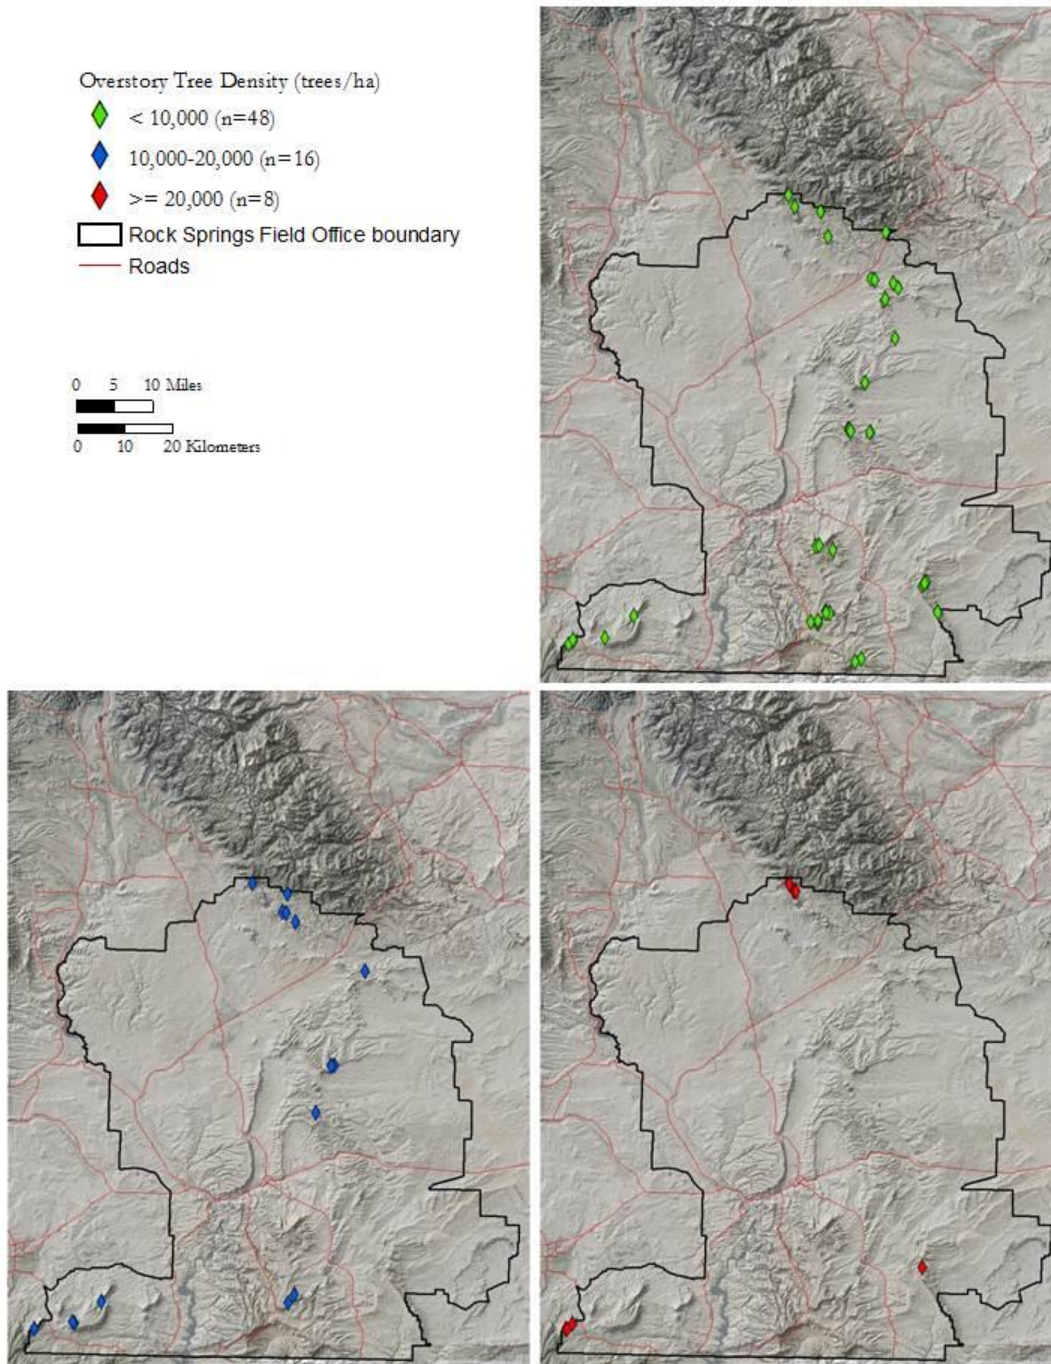 Overstory Tree Density (trees/ha)
< 10,000 (n=48)
10,000-20,000 (n=16)
>= 20,000 (n=8)
Rock Springs Field Office boundary
Roads
0 5 10 Miles
0 10 20 Kilometers